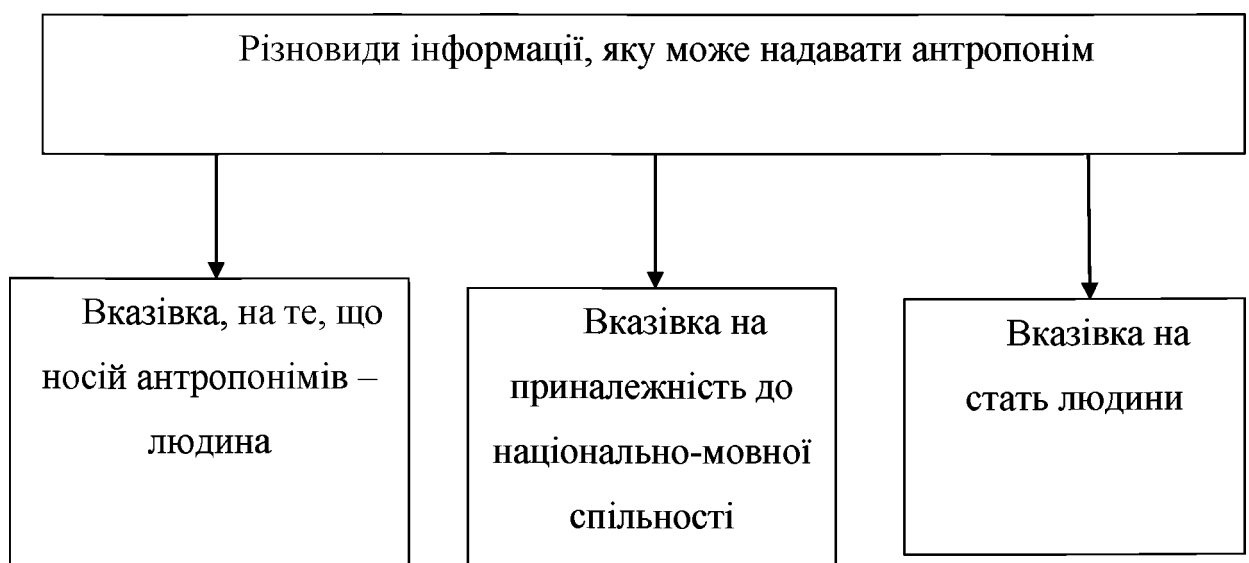 Різновиди інформації, яку може надавати антропонім
Вказівка, на те, що
носій антропонімів –
людина
Вказівка на
приналежність до
національно-мовної
спільності
Вказівка на
стать людини